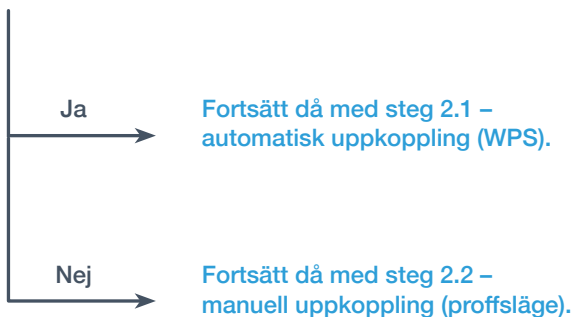 Ja
Fortsätt då med steg 2.1 –
automatisk uppkoppling (WPS).
Nej
Fortsätt då med steg 2.2 –
manuell uppkoppling (proffsläge).